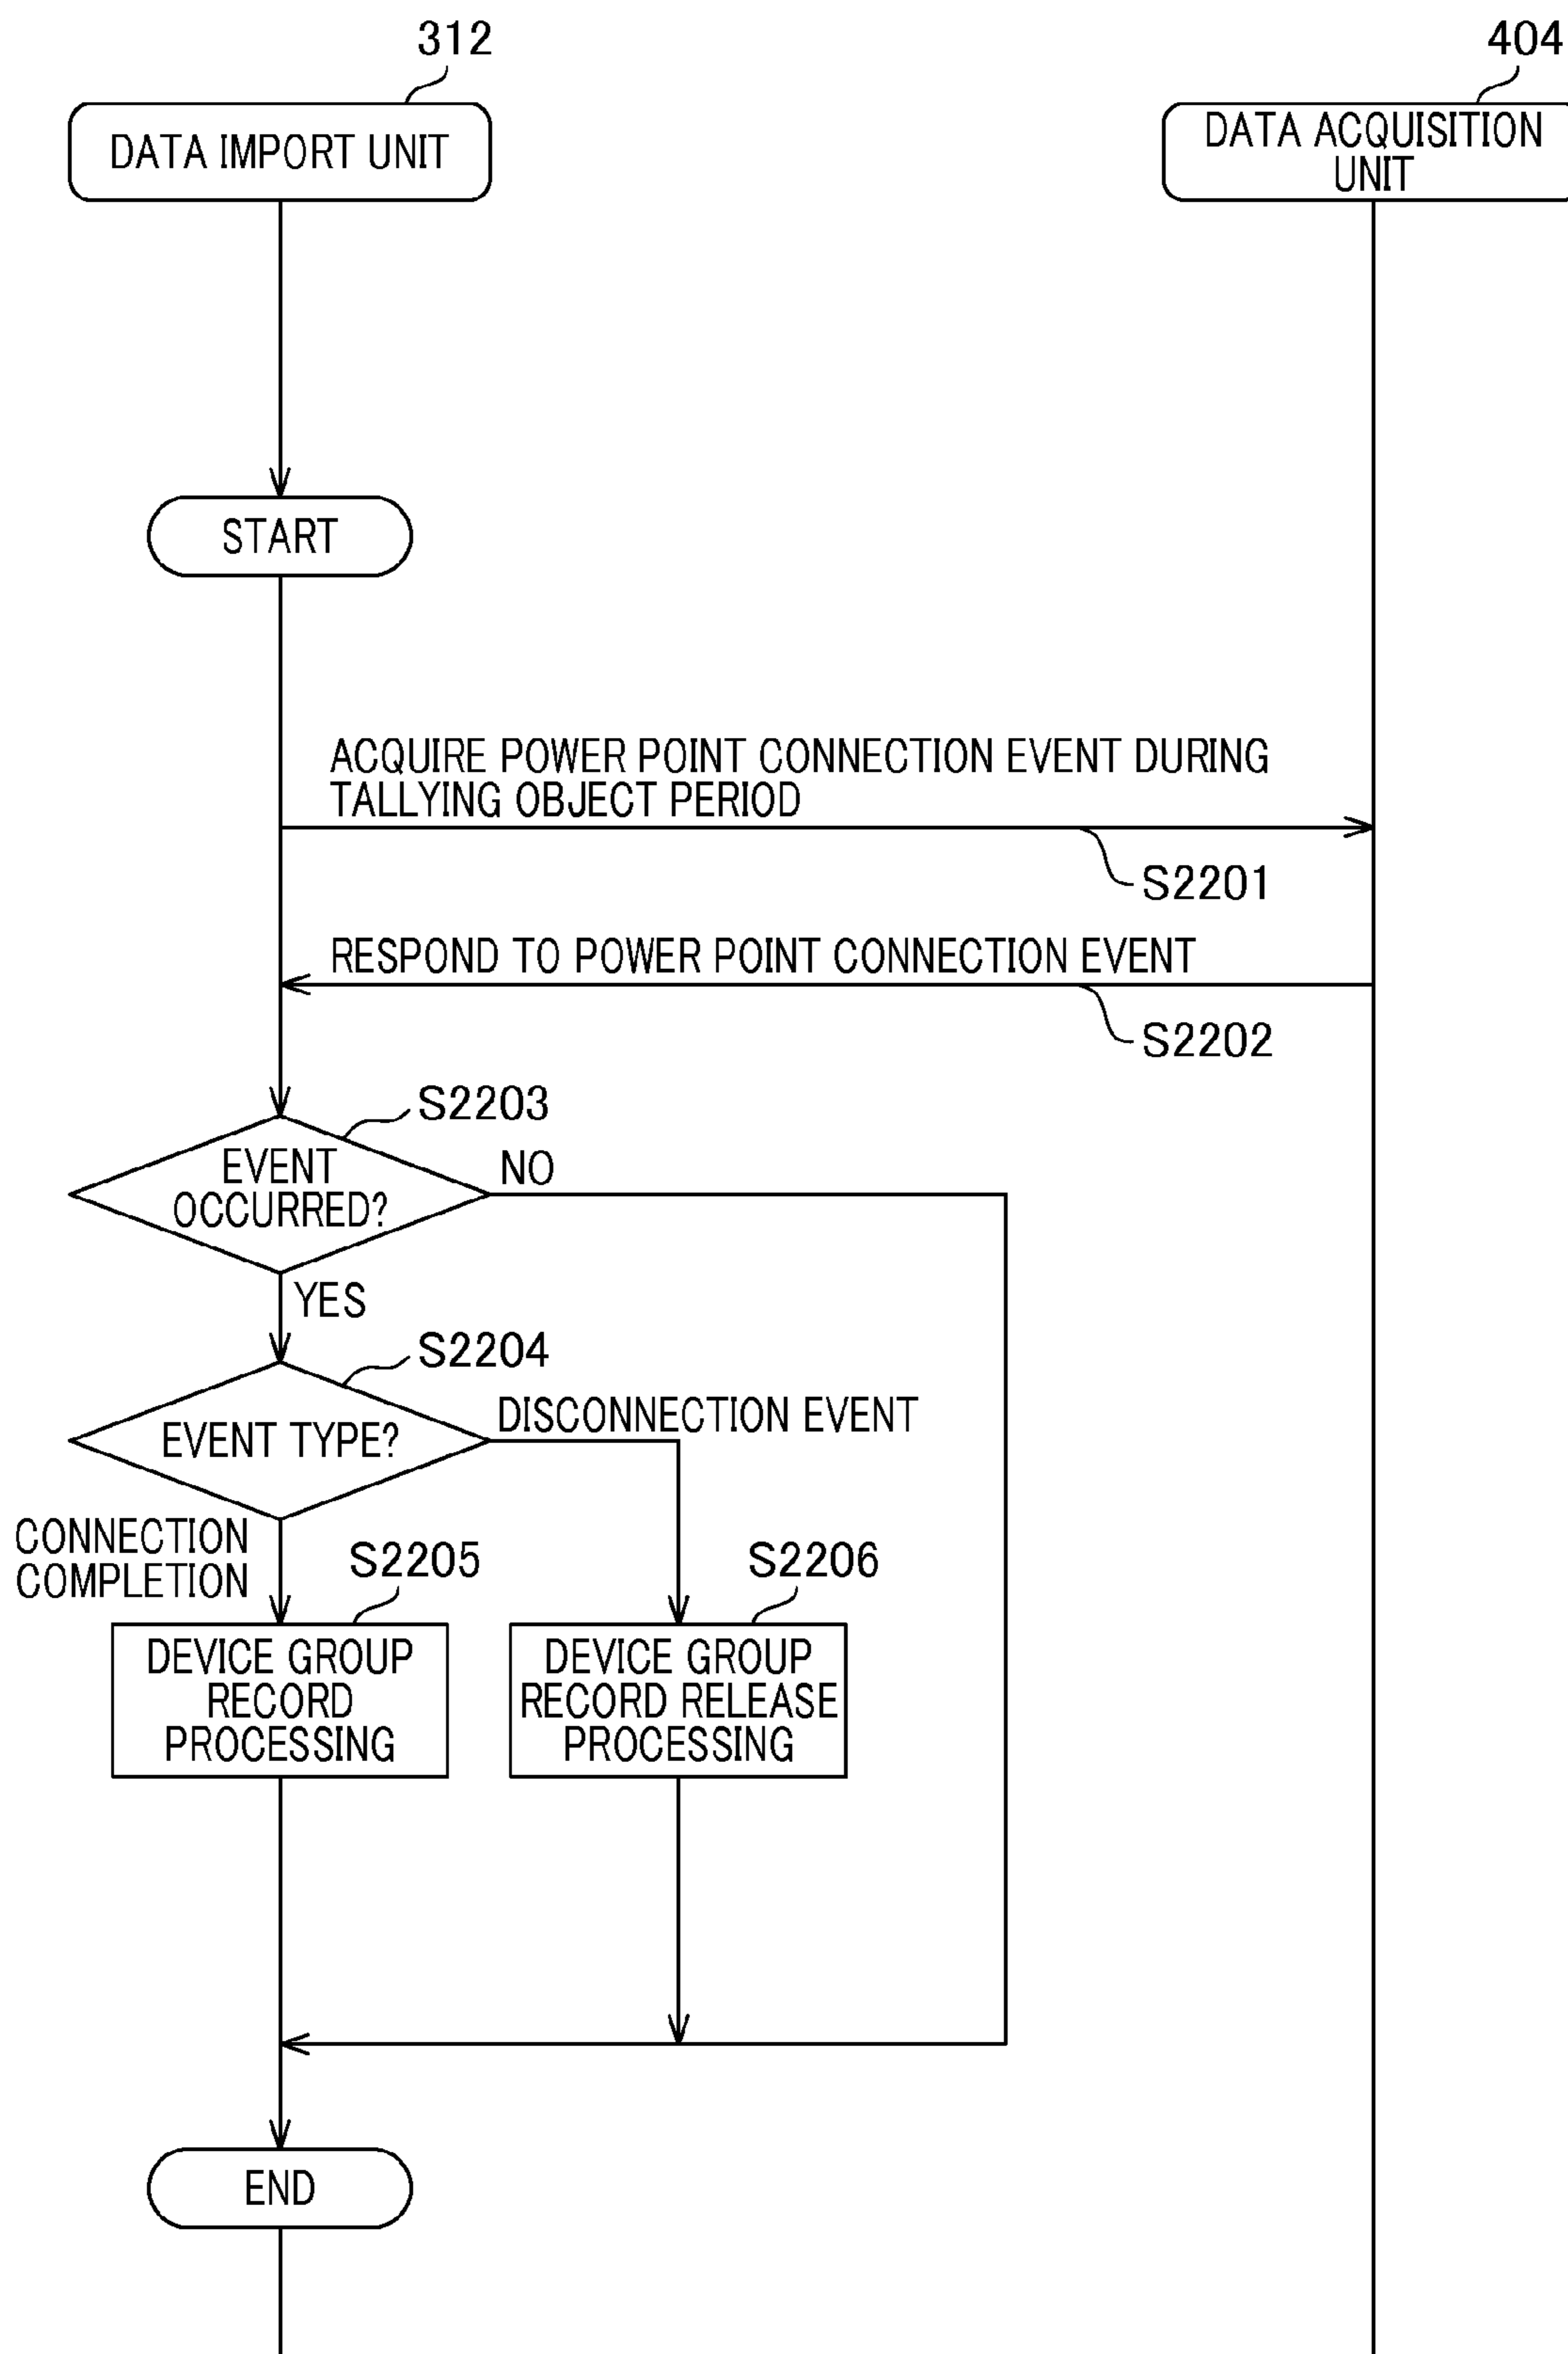 312
404
DATA IMPORT UNIT
DATA ACQUISITION
UNIT
START
ACQUIRE POWER POINT CONNECTION EVENT DURING
TALLYING OBJECT PERIOD
S2201
RESPOND TO POWER POINT CONNECTION EVENT
S2202
S2203
EVENT
OCCURRED?
NO
YES
S2204
EVENT TYPE?
DISCONNECTION EVENT
CONNECTION
COMPLETION
S2205
S2206
DEVICE GROUP
RECORD
PROCESSING
DEVICE GROUP
RECORD RELEASE
PROCESSING
END